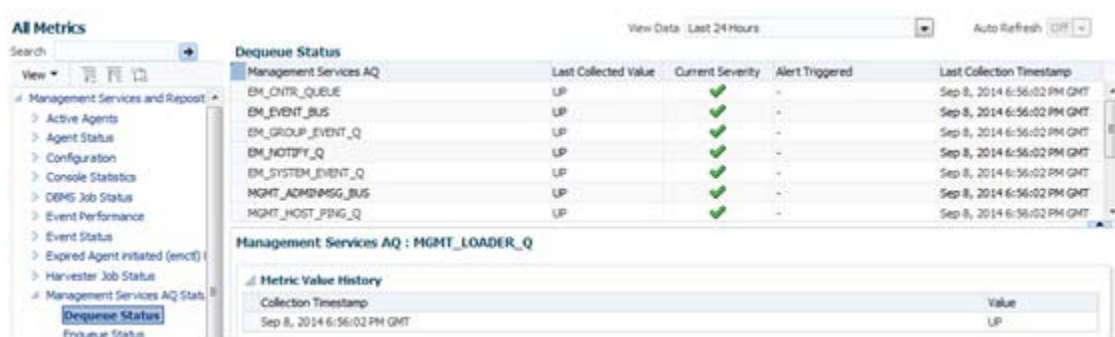 All Metrics
View Data Last 24 Hours
Auto Refresh Off
Search
View
Management Services and Reposit
Active Agents
Agent Status
Configuration
Console Statistics
DBMS Job Status
Event Performance
Event Status
Expired Agent initiated (emctl)
Harvester Job Status
Management Services AQ Stat
Dequeue Status
Enqueue Status
Dequeue Status
Management Services AQ Last Collected Value Current Severity Alert Triggered Last Collection Timestamp
EM_CNTR_QUEUE UP - Sep 8, 2014 6:56:02 PM GMT
EM_EVENT_BUS UP - Sep 8, 2014 6:56:02 PM GMT
EM_GROUP_EVENT_Q UP - Sep 8, 2014 6:56:02 PM GMT
EM_NOTIFY_Q UP - Sep 8, 2014 6:56:02 PM GMT
EM_SYSTEM_EVENT_Q UP - Sep 8, 2014 6:56:02 PM GMT
MGMT_ADMINMSG_BUS UP - Sep 8, 2014 6:56:02 PM GMT
MGMT_HOST_PING_Q UP - Sep 8, 2014 6:56:02 PM GMT
Management Services AQ : MGMT_LOADER_Q
Metric Value History
Collection Timestamp Value
Sep 8, 2014 6:56:02 PM GMT UP